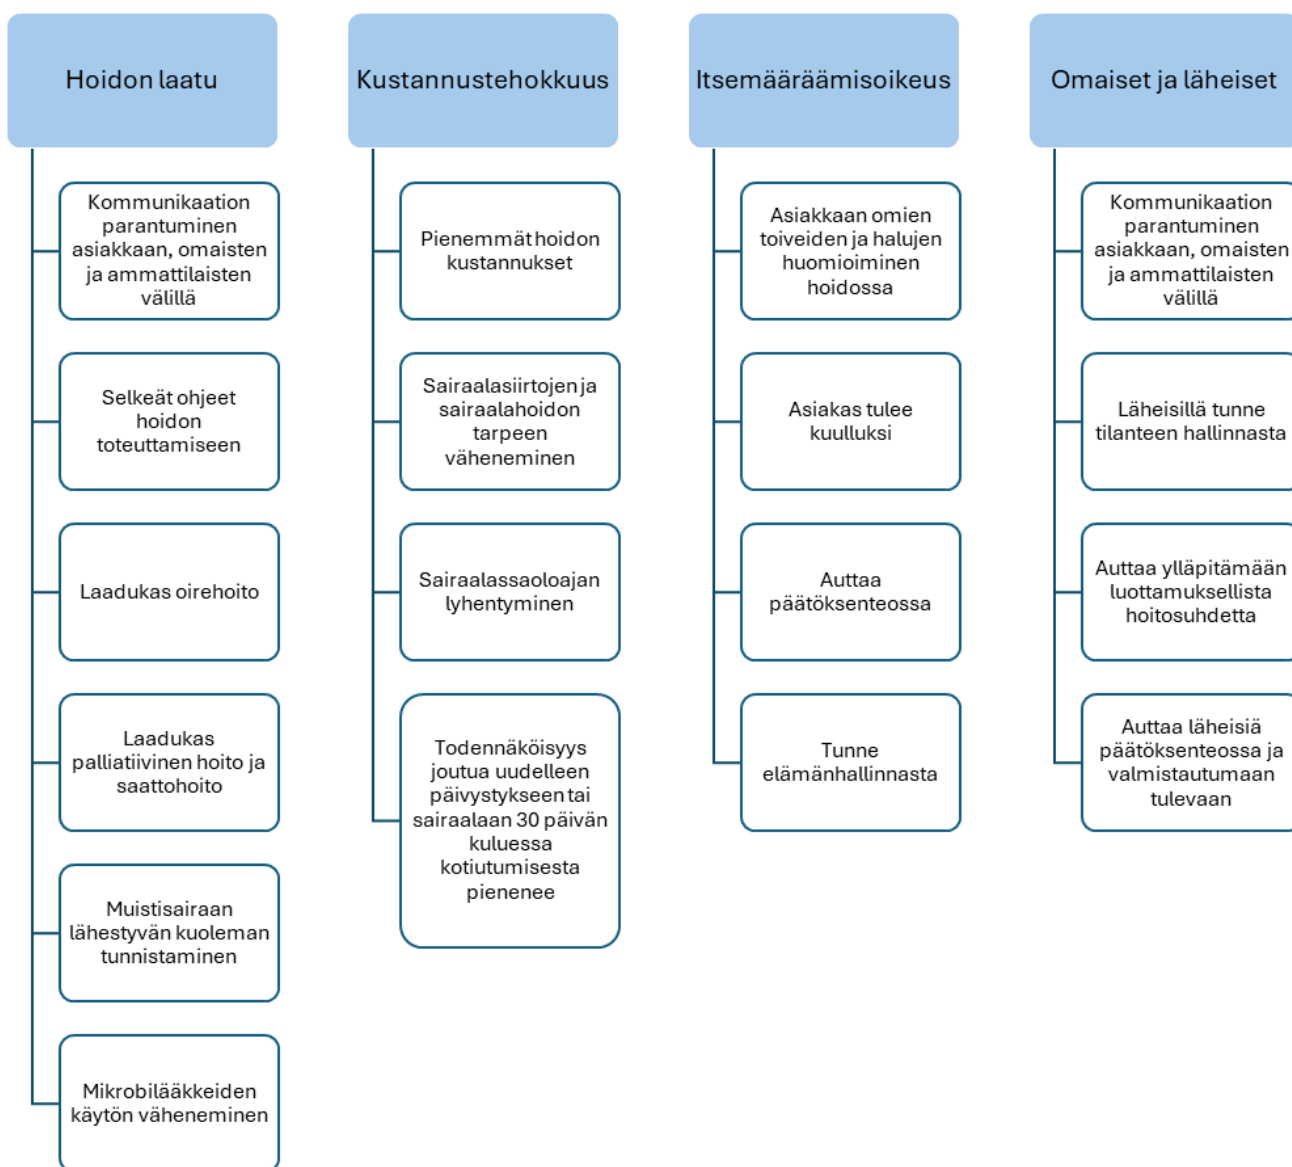 Hoidon laatu
Kommunikaation
parantuminen
asiakkaan, omaisten
ja ammattilaisten
välillä
Selkeät ohjeet
hoidon
toteuttamiseen
Laadukas oirehoito
Laadukas
palliatiivinen hoito ja
saattohoito
Muistisairaan
lähestyvän kuoleman
tunnistaminen
Mikrobilääkkeiden
käytön väheneminen
Kustannustehokkuus
Pienemmät hoidon
kustannukset
Sairaalasiirtojen ja
sairaalahoidon
tarpeen
väheneminen
Sairaalassaoloajan
lyhentyminen
Todennäköisyys
joutua uudelleen
päivystykseen tai
sairaalaan 30 päivän
kuluessa
kotiutumisesta
pienenee
Itsemääräämisoikeus
Asiakkaan omien
toiveiden ja halujen
huomioiminen
hoidossa
Asiakas tulee
kuulluksi
Auttaa
päätöksenteossa
Tunne
elämänhallinnasta
Omaiset ja läheiset
Kommunikaation
parantuminen
asiakkaan, omaisten
ja ammattilaisten
välillä
Läheisillä tunne
tilanteen hallinnasta
Auttaa ylläpitämään
luottamuksellista
hoitosuhdetta
Auttaa läheisiä
päätöksenteossa ja
valmistautumaan
tulevaan